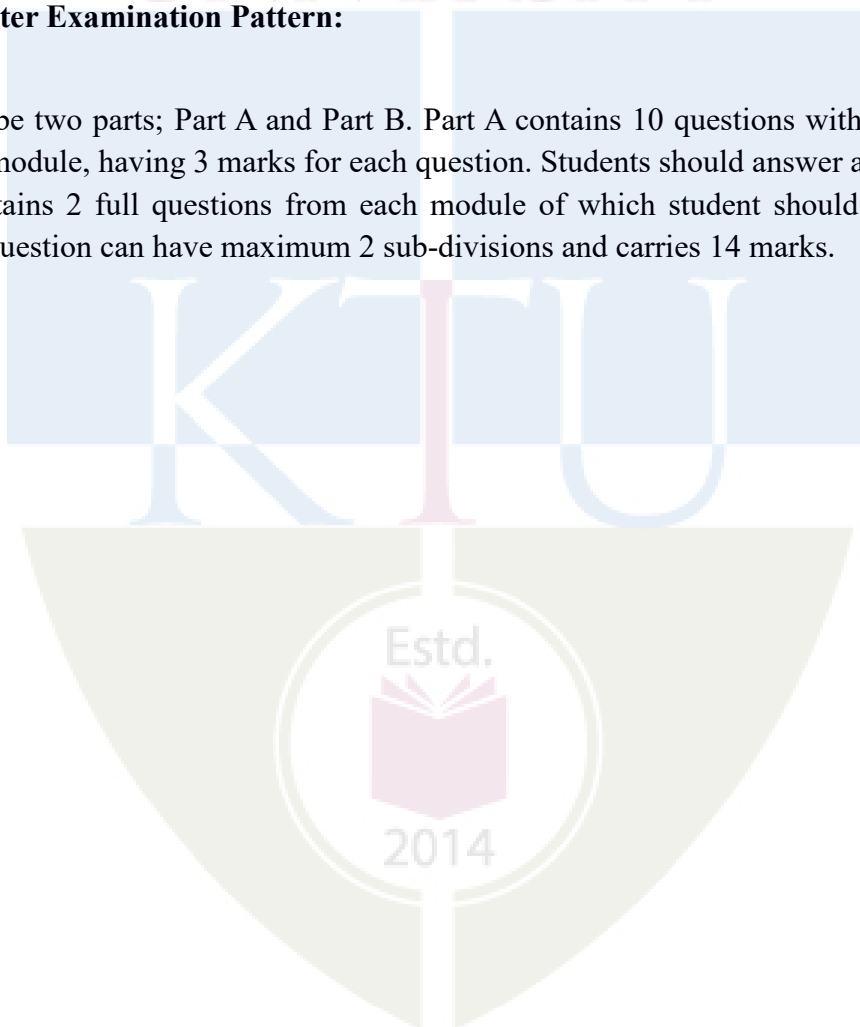 ter Examination Pattern:
be two parts; Part A and Part B. Part A contains 10 questions with
module, having 3 marks for each question. Students should answer a
tains 2 full questions from each module of which student should
uestion can have maximum 2 sub-divisions and carries 14 marks.
KTU
Estd.
2014